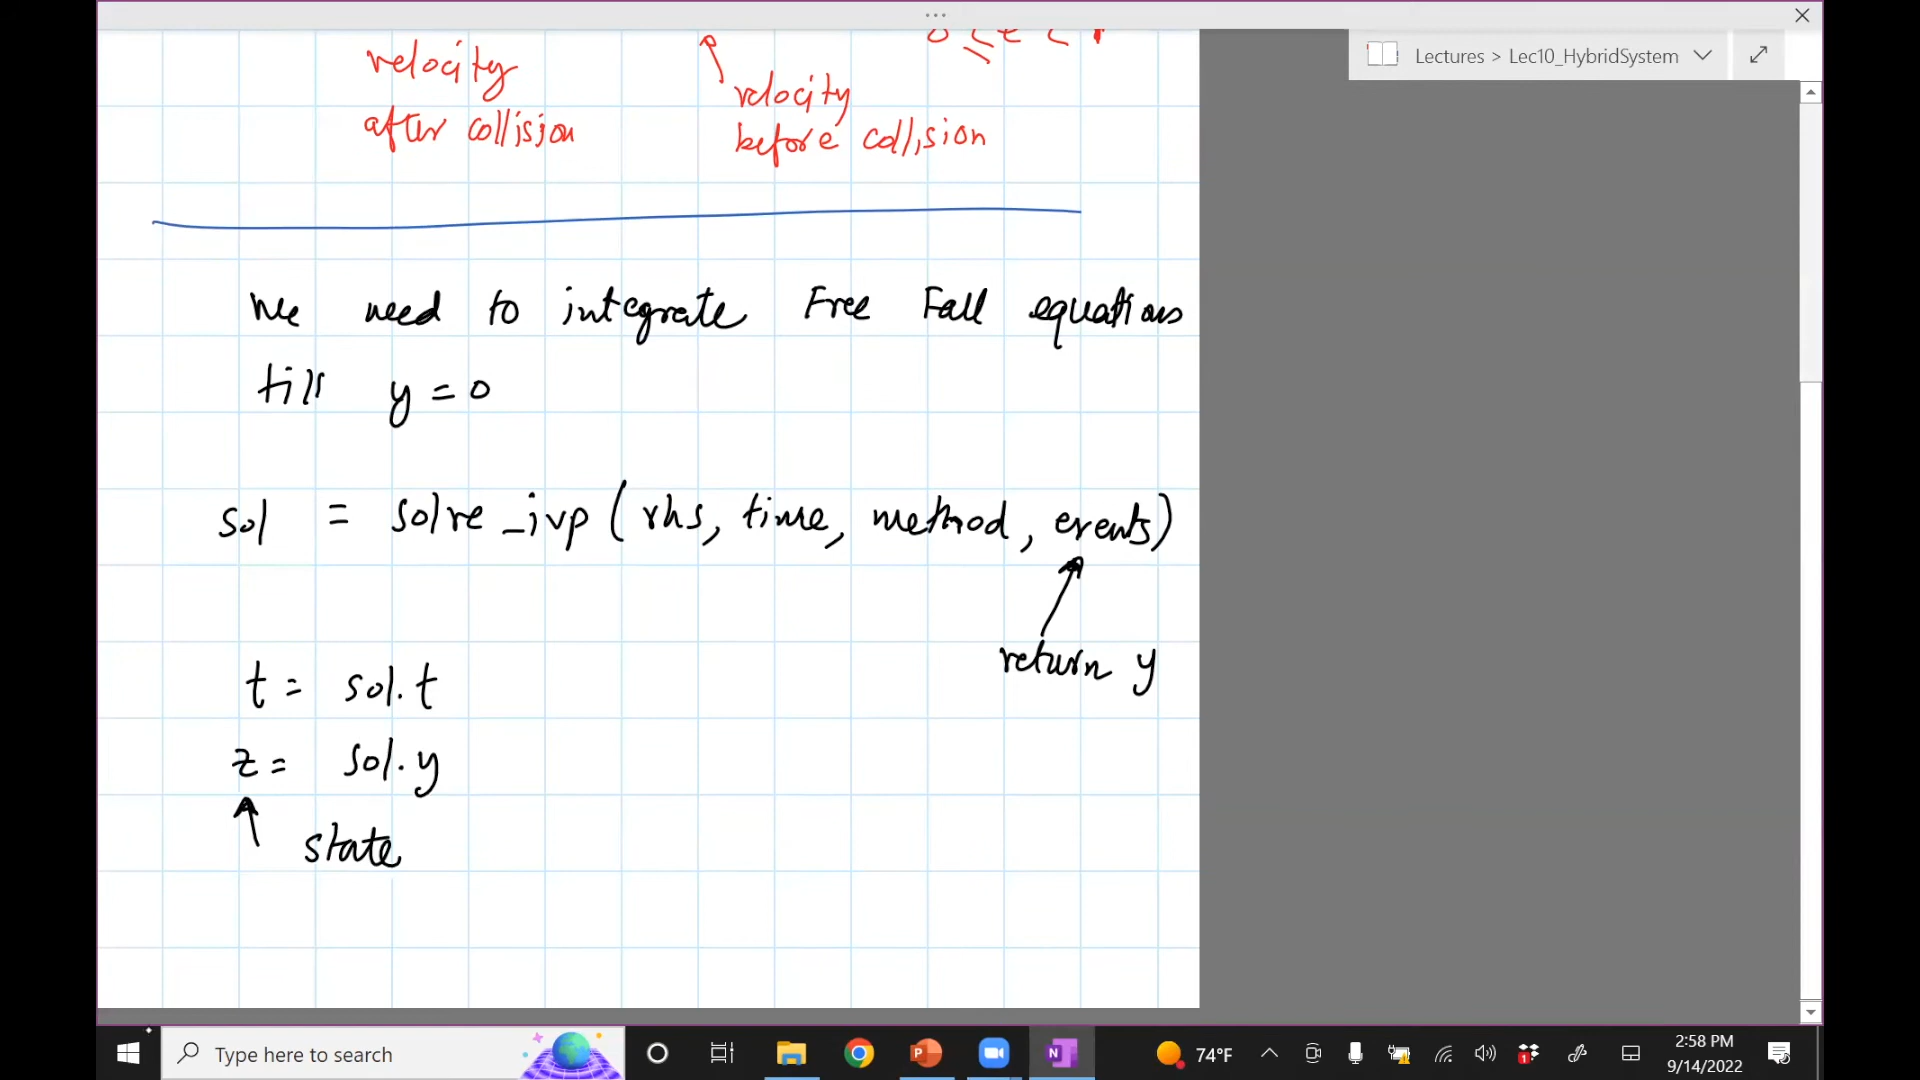 Lectures > Lec10_HybridSystem
0 ≤ e ≤ 1
velocity
after collision
velocity
before collision
We need to integrate Free Fall equations
till y = 0
sol = solve_ivp (rhs, time, method, events)
return y
t = sol.t
z = sol.y
state
Type here to search
74°F
2:58 PM
9/14/2022